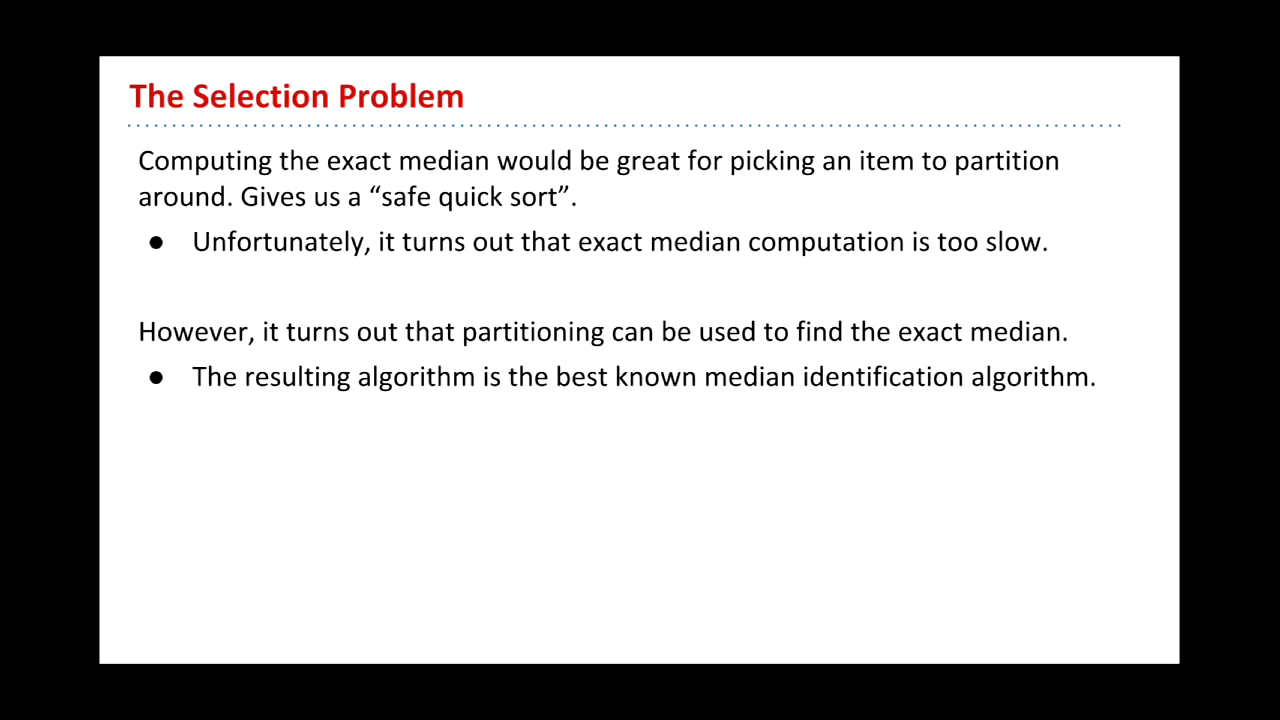 The Selection Problem
Computing the exact median would be great for picking an item to partition
around. Gives us a “safe quick sort”.
● Unfortunately, it turns out that exact median computation is too slow.
However, it turns out that partitioning can be used to find the exact median.
● The resulting algorithm is the best known median identification algorithm.